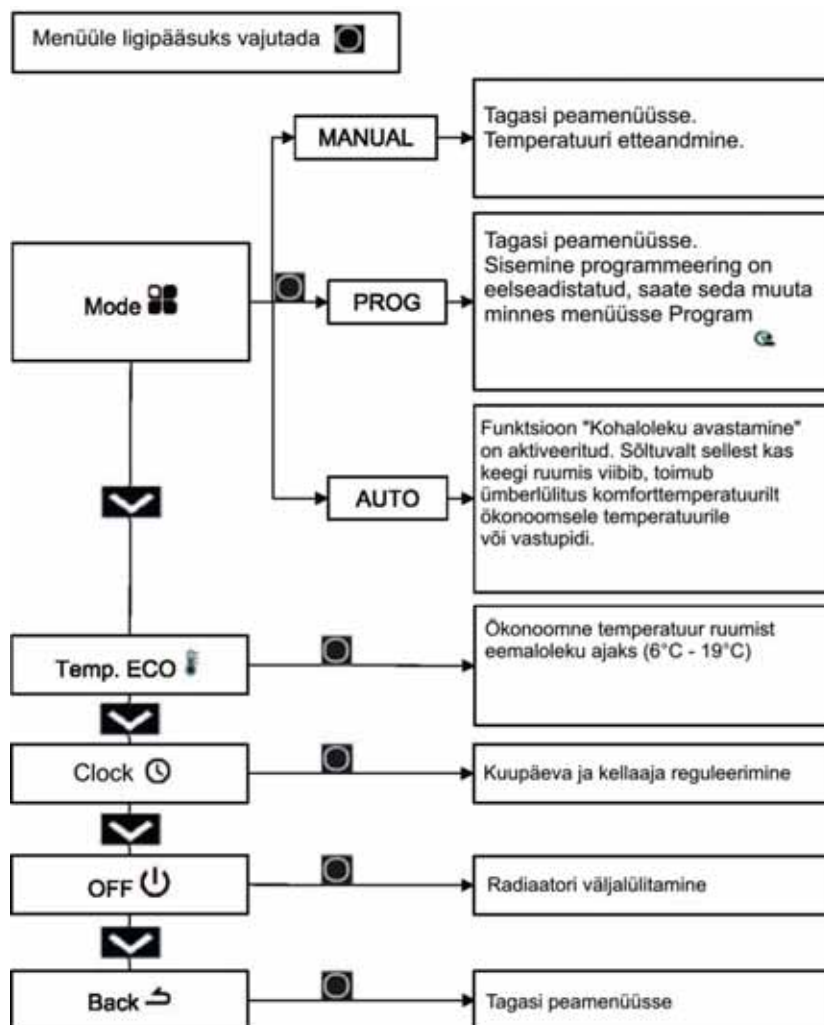 Menüüle ligipääsuks vajutada
MANUAL
Tagasi peamenüüsse.
Temperatuuri etteandmine.
Mode
PROG
Tagasi peamenüüsse.
Sisemine programmeering on
eelseadistatud, saate seda muuta
minnes menüüsse Program
AUTO
Funktsioon "Kohaloleku avastamine"
on aktiveeritud. Sõltuvalt sellest kas
keegi ruumis viibib, toimub
ümberlülitus komforttemperatuurilt
ökonoomsele temperatuurile
või vastupidi.
Temp. ECO
Ökonoomne temperatuur ruumist
eemaloleku ajaks (6°C - 19°C)
Clock
Kuupäeva ja kellaaja reguleerimine
OFF
Radiaatori väljalülitamine
Back
Tagasi peamenüüsse